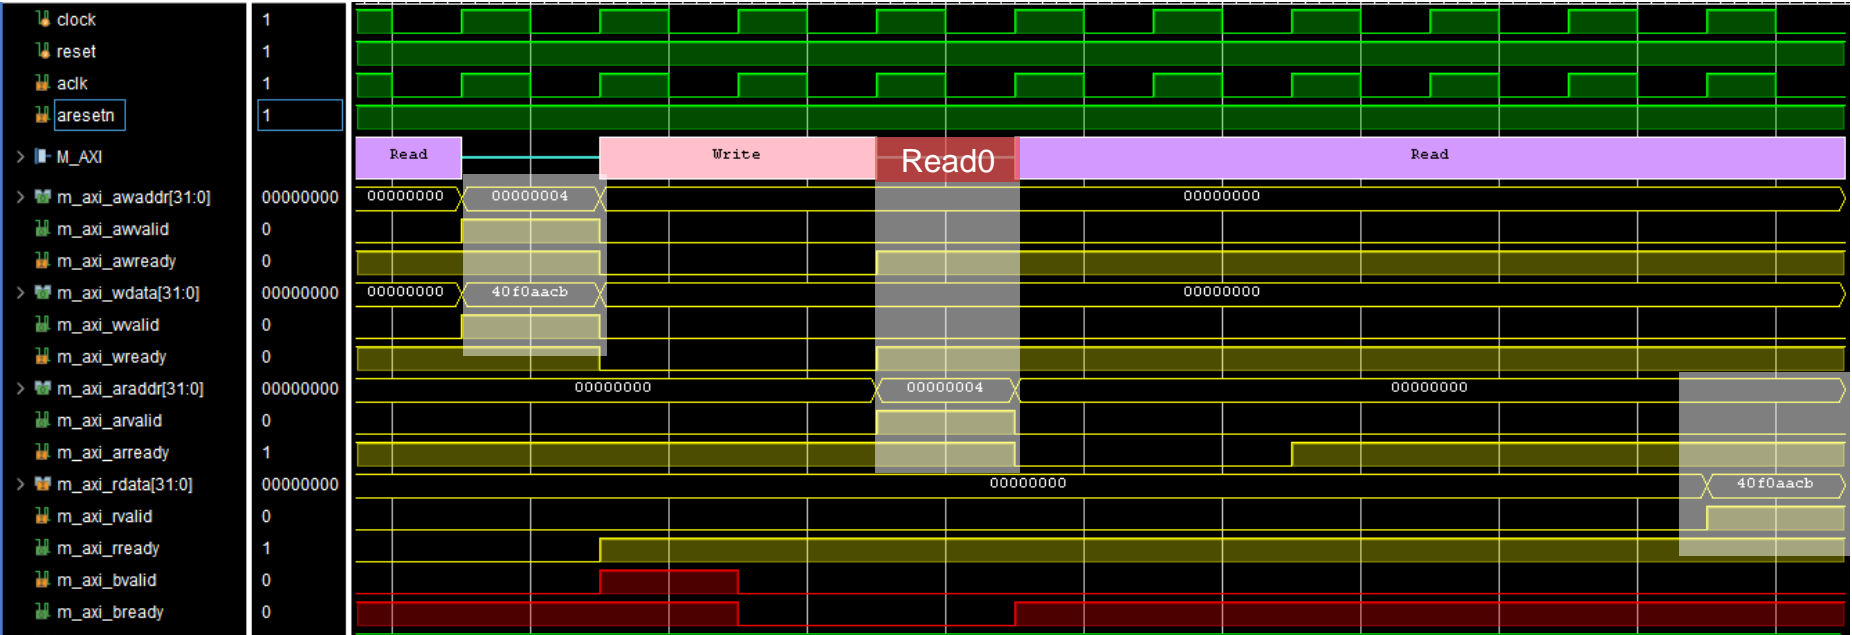 clock 1
reset 1
aclk 1
aresetn 1
M_AXI Read Write Read0 Read
m_axi_awaddr[31:0] 00000000 00000000 00000004 00000000
m_axi_awvalid 0
m_axi_awready 0
m_axi_wdata[31:0] 00000000 00000000 40f0aacb 00000000
m_axi_wvalid 0
m_axi_wready 0
m_axi_araddr[31:0] 00000000 00000000 00000004 00000000
m_axi_arvalid 0
m_axi_arready 1
m_axi_rdata[31:0] 00000000 00000000 40f0aacb
m_axi_rvalid 0
m_axi_rready 1
m_axi_bvalid 0
m_axi_bready 0